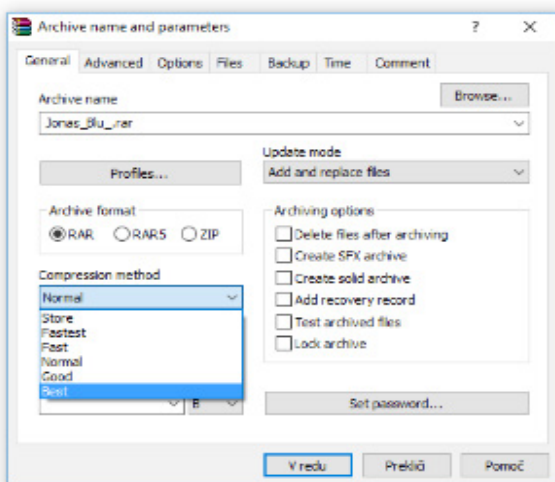 Archive name and parameters
? ×
General Advanced Options Files Backup Time Comment
Archive name
Browse...
Jonas_Blu_.rar
Update mode
Profiles...
Add and replace files
Archive format
RAR RAR5 ZIP
Archiving options
Delete files after archiving
Create SFX archive
Create solid archive
Add recovery record
Test archived files
Lock archive
Compression method
Normal
Store
Fastest
Fast
Normal
Good
Best
B
Set password...
V redu Prekliči Pomoč